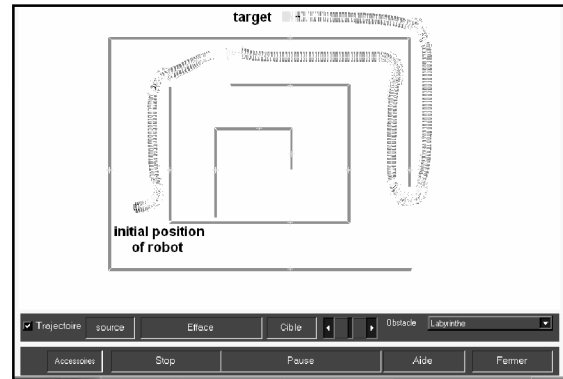 target
initial position
of robot
Trajectoire source Efface Cible Obstacle Labyrinthe
Accessoires Stop Pause Aide Fermer